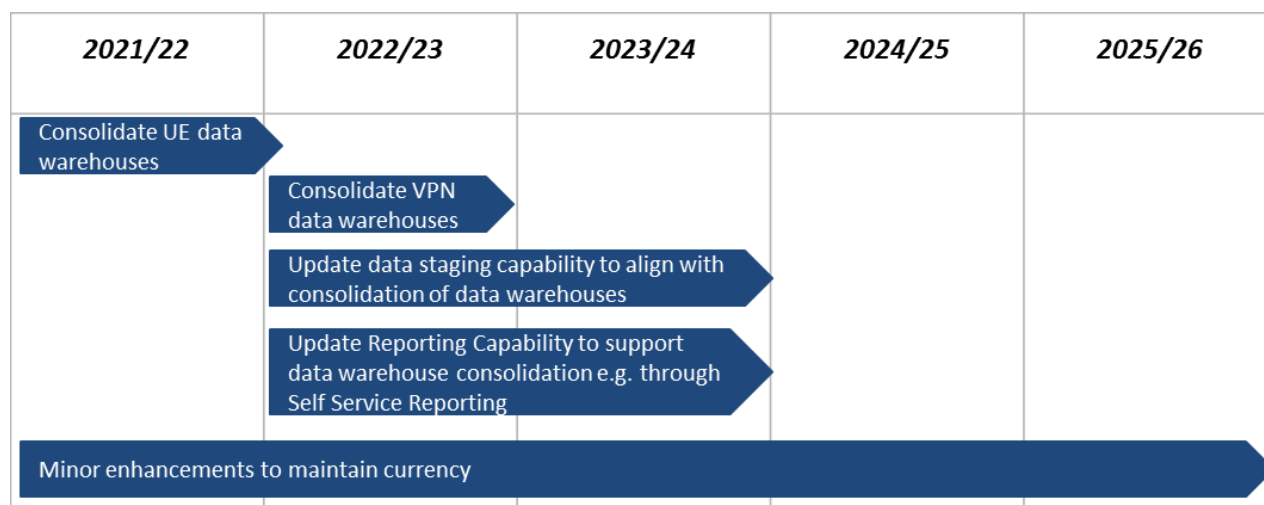 2021/22 2022/23 2023/24 2024/25 2025/26
Consolidate UE data
warehouses
Consolidate VPN
data warehouses
Update data staging capability to align with
consolidation of data warehouses
Update Reporting Capability to support
data warehouse consolidation e.g. through
Self Service Reporting
Minor enhancements to maintain currency